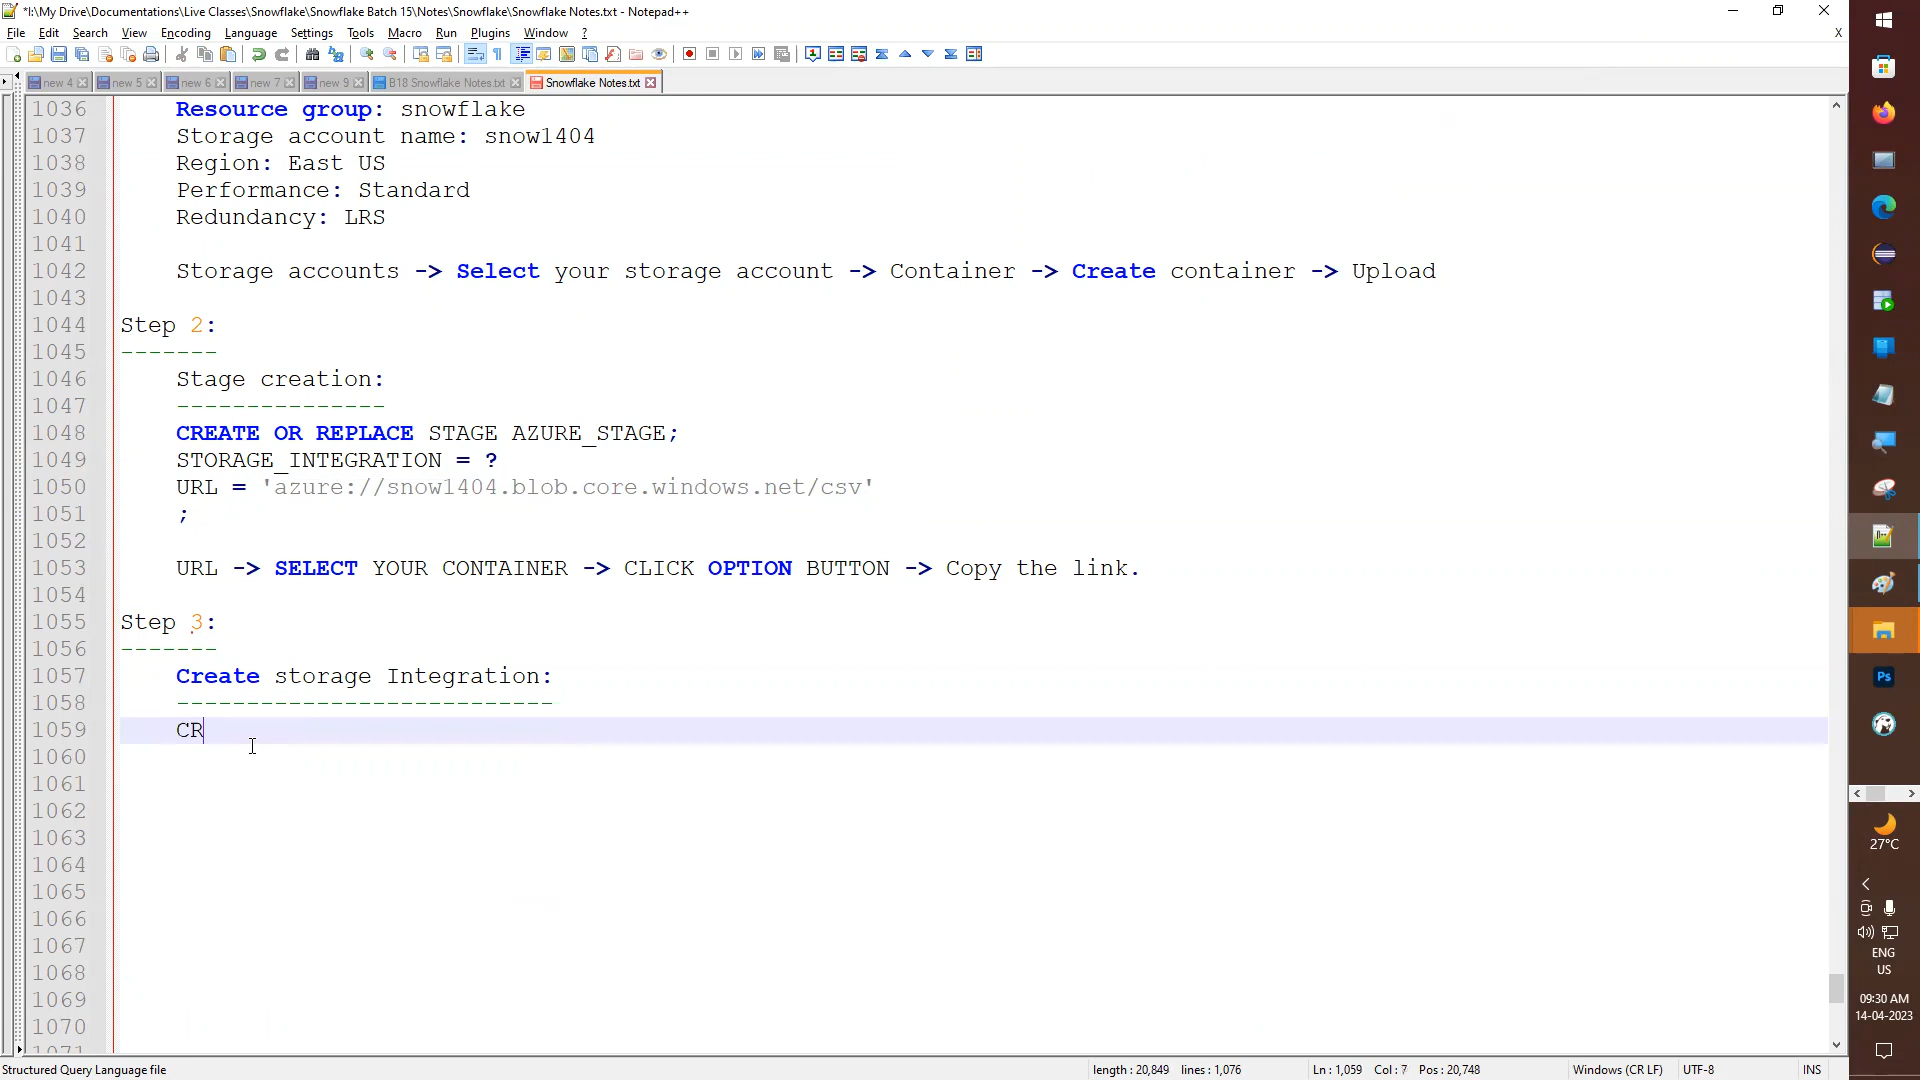 *I:\My Drive\Documentations\Live Classes\Snowflake\Snowflake Batch 15\Notes\Snowflake\Snowflake Notes.txt - Notepad++
File Edit Search View Encoding Language Settings Tools Macro Run Plugins Window ? X
new 4 new 5 new 6 new 7 new 9 B18 Snowflake Notes.txt Snowflake Notes.txt
1036 Resource group: snowflake
1037 Storage account name: snow1404
1038 Region: East US
1039 Performance: Standard
1040 Redundancy: LRS
1041
1042 Storage accounts -> Select your storage account -> Container -> Create container -> Upload
1043
1044 Step 2:
1045 -------
1046 Stage creation:
1047 ---------------
1048 CREATE OR REPLACE STAGE AZURE_STAGE;
1049 STORAGE_INTEGRATION = ?
1050 URL = 'azure://snow1404.blob.core.windows.net/csv'
1051 ;
1052
1053 URL -> SELECT YOUR CONTAINER -> CLICK OPTION BUTTON -> Copy the link.
1054
1055 Step 3:
1056 -------
1057 Create storage Integration:
1058 ---------------------------
1059 CR
1060
1061
1062
1063
1064
1065
1066
1067
1068
1069
1070
1071
Structured Query Language file length : 20,849 lines : 1,076 Ln : 1,059 Col : 7 Pos : 20,748 Windows (CR LF) UTF-8 INS
Ps
27°C
ENG
US
09:30 AM
14-04-2023